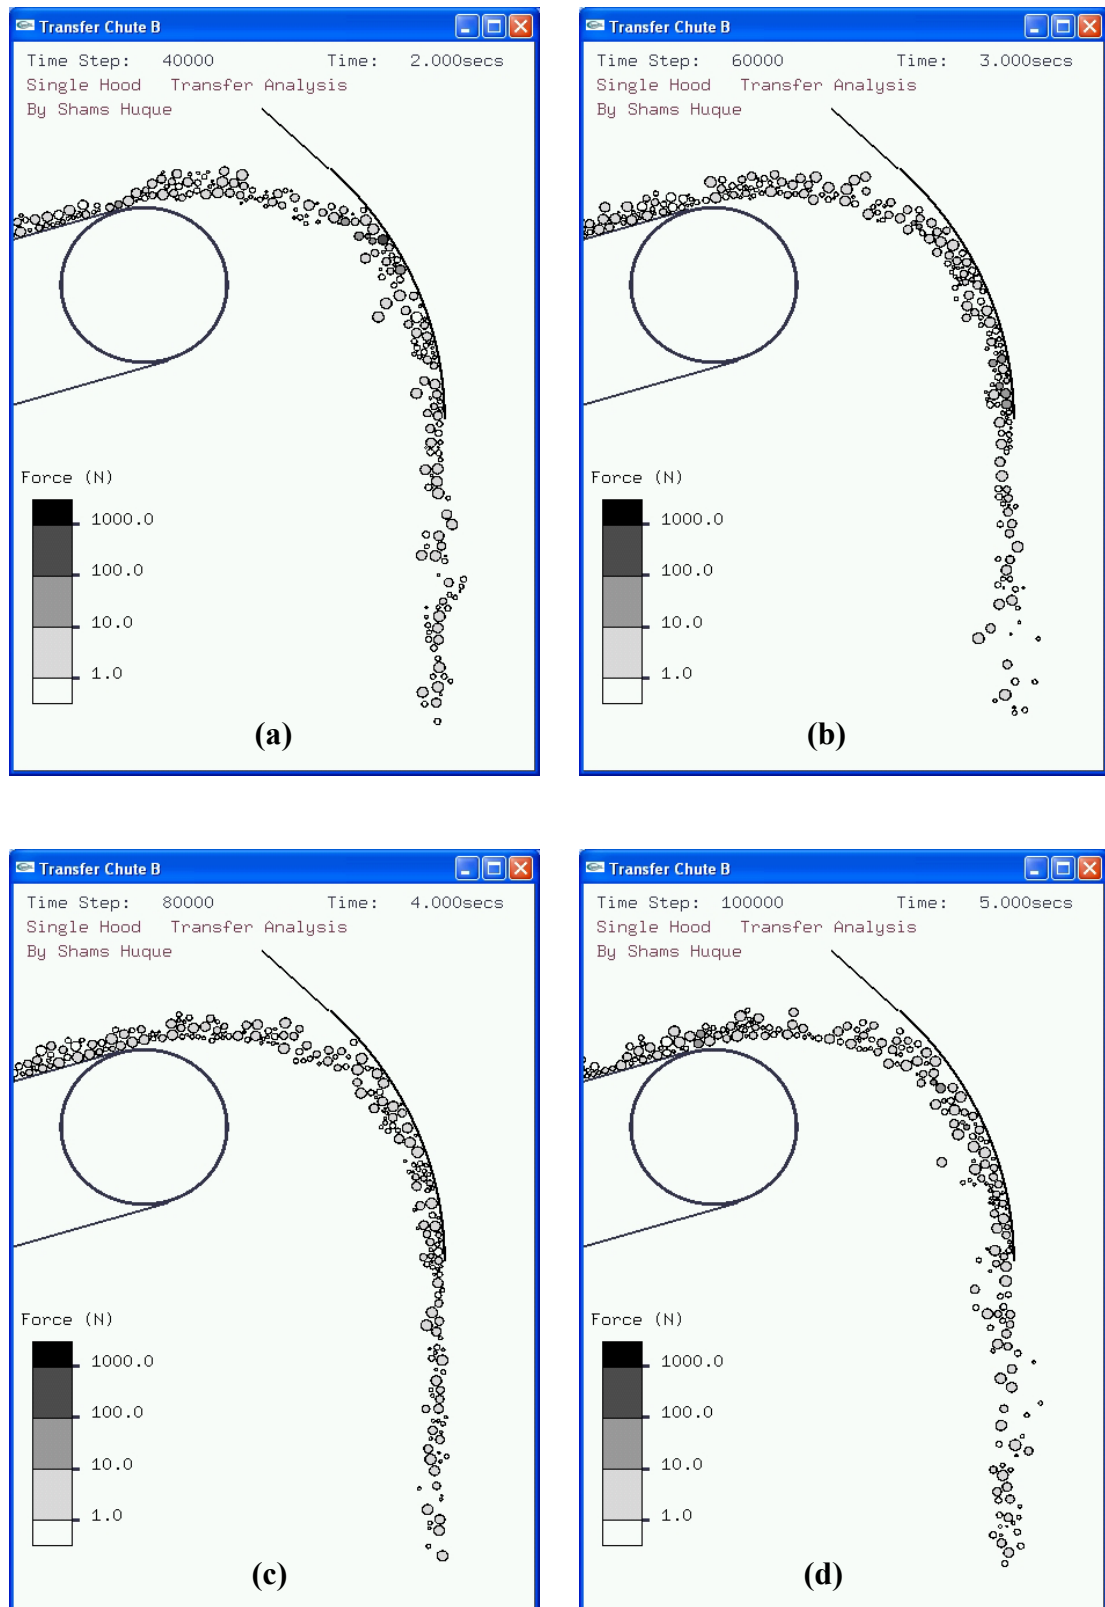 Transfer Chute B
Time Step: 40000 Time: 2.000secs
Single Hood Transfer Analysis
By Shams Huque
Force (N)
1000.0
100.0
10.0
1.0
(a)
Transfer Chute B
Time Step: 60000 Time: 3.000secs
Single Hood Transfer Analysis
By Shams Huque
Force (N)
1000.0
100.0
10.0
1.0
(b)
Transfer Chute B
Time Step: 80000 Time: 4.000secs
Single Hood Transfer Analysis
By Shams Huque
Force (N)
1000.0
100.0
10.0
1.0
(c)
Transfer Chute B
Time Step: 100000 Time: 5.000secs
Single Hood Transfer Analysis
By Shams Huque
Force (N)
1000.0
100.0
10.0
1.0
(d)